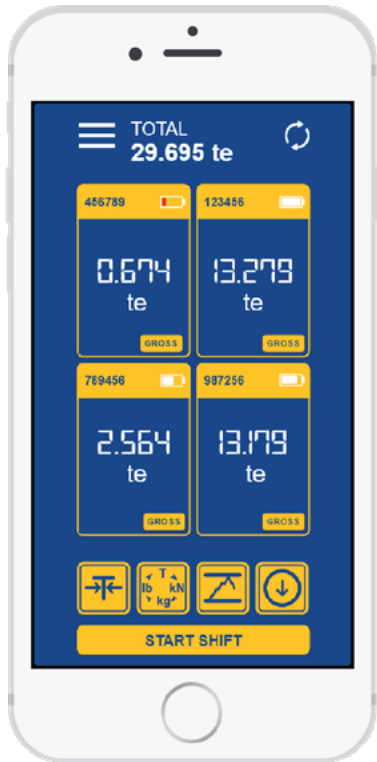 TOTAL
29.695 te
456789
123456
0.674
te
GROSS
13.279
te
GROSS
789456
987256
2.564
te
GROSS
13.179
te
GROSS
T
lb kN
kg
START SHIFT